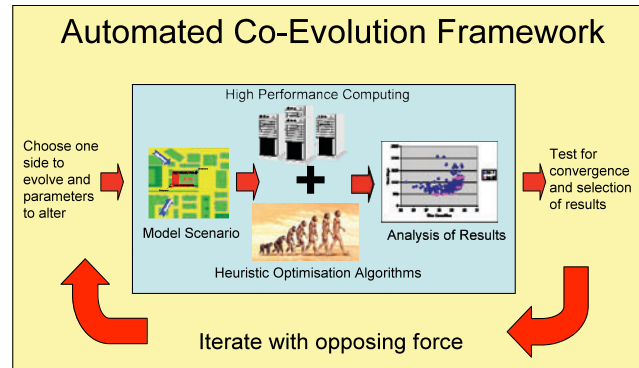 Automated Co-Evolution Framework
High Performance Computing
Choose one
side to
evolve and
parameters
to alter
Model Scenario
Heuristic Optimisation Algorithms
Analysis of Results
Test for
convergence
and selection
of results
Iterate with opposing force